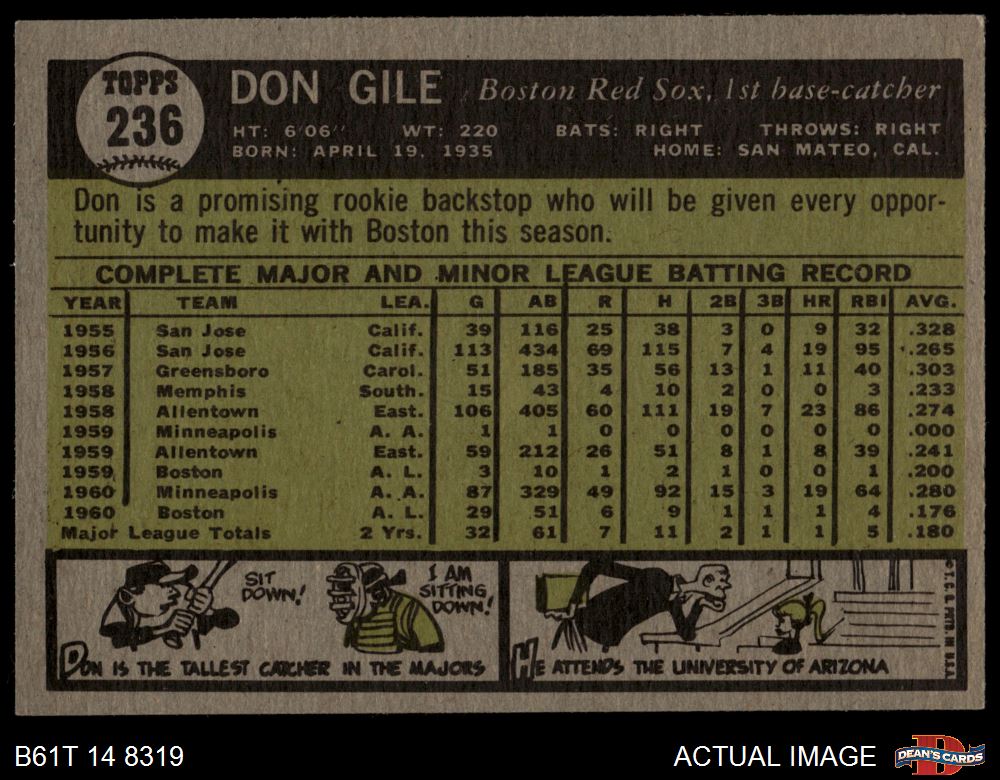 TOPPS
236
DON GILE Boston Red Sox, 1st base-catcher
HT: 6'06" WT: 220 BATS: RIGHT THROWS: RIGHT
BORN: APRIL 19, 1935 HOME: SAN MATEO, CAL.
Don is a promising rookie backstop who will be given every oppor-
tunity to make it with Boston this season.
COMPLETE MAJOR AND MINOR LEAGUE BATTING RECORD
YEAR TEAM LEA. G AB R H 2B 3B HR RBI AVG.
1955 San Jose Calif. 39 116 25 38 3 0 9 32 .328
1956 San Jose Calif. 113 434 69 115 7 4 19 95 .265
1957 Greensboro Carol. 51 185 35 56 13 1 11 40 .303
1958 Memphis South. 15 43 4 10 2 0 0 3 .233
1958 Allentown East. 106 405 60 111 19 7 23 86 .274
1959 Minneapolis A. A. 1 1 0 0 0 0 0 0 .000
1959 Allentown East. 59 212 26 51 8 1 8 39 .241
1959 Boston A. L. 3 10 1 2 1 0 0 1 .200
1960 Minneapolis A. A. 87 329 49 92 15 3 19 64 .280
1960 Boston A. L. 29 51 6 9 1 1 1 4 .176
Major League Totals 2 Yrs. 32 61 7 11 2 1 1 5 .180
SIT
DOWN!
I AM
SITTING
DOWN!
DON IS THE TALLEST CATCHER IN THE MAJORS
HE ATTENDS THE UNIVERSITY OF ARIZONA
© T. C. G. PRTD. IN U.S.A.
B61T 14 8319
ACTUAL IMAGE
DEAN'S CARDS